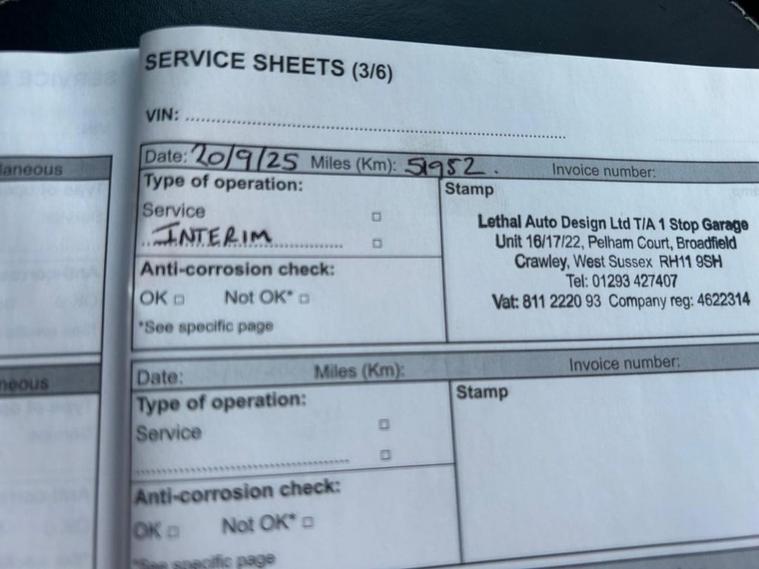 SERVICE SHEETS (3/6)
VIN:
laneous
Date: 20/9/25 Miles (Km): 51952. Invoice number:
Type of operation:
Stamp
Service
INTERIM
Lethal Auto Design Ltd T/A 1 Stop Garage
Unit 16/17/22, Pelham Court, Broadfield
Crawley, West Sussex RH11 9SH
Tel: 01293 427407
Vat: 811 2220 93 Company reg: 4622314
Anti-corrosion check:
OK Not OK*
*See specific page
neous
Date: Miles (Km): Invoice number:
Type of operation:
Stamp
Service
Anti-corrosion check:
OK Not OK*
*See specific page